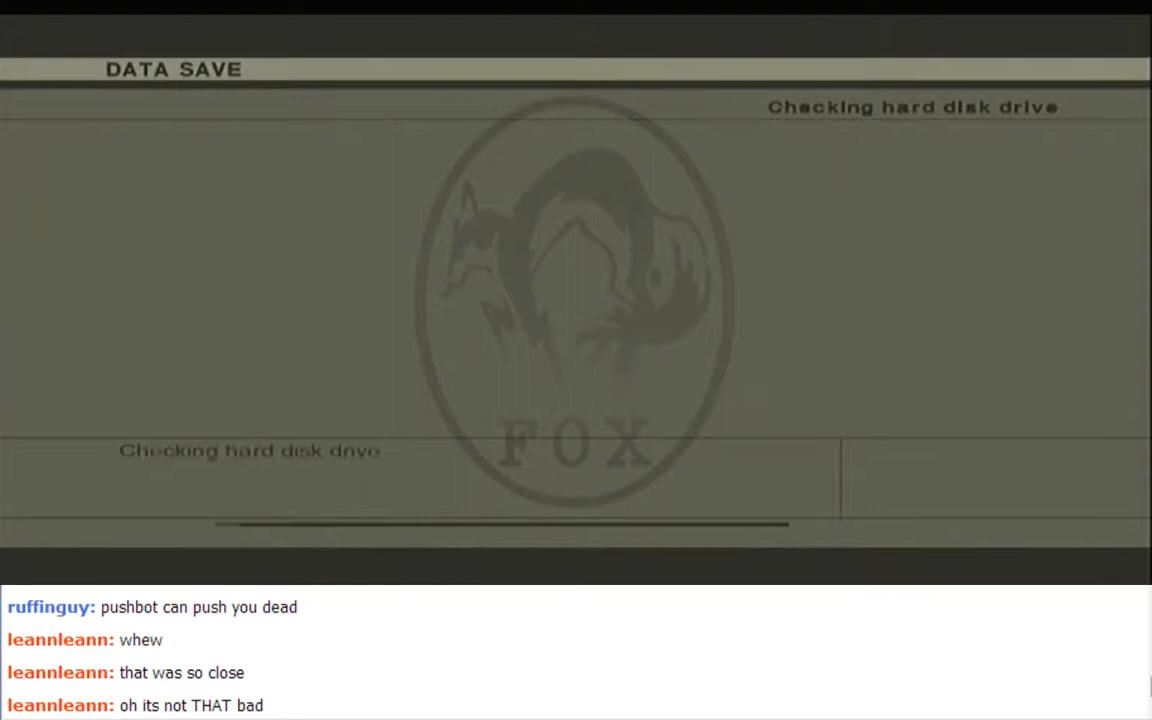 DATA SAVE
Checking hard disk drive
FOX
Checking hard disk drive
ruffinguy: pushbot can push you dead
leannleann: whew
leannleann: that was so close
leannleann: oh its not THAT bad